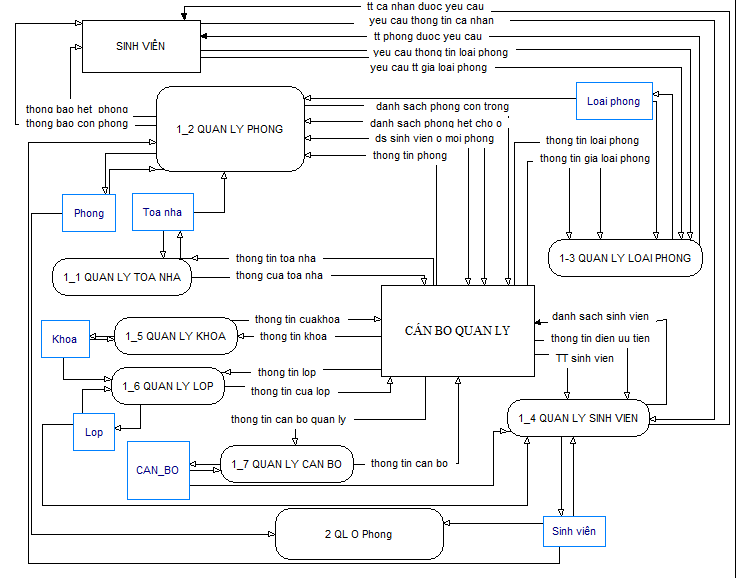 tt ca nhan duoc yeu cau
yeu cau thong tin ca nhan
tt phong duoc yeu cau
SINH VIÊN
yeu cau thong tin loai phong
yeu cau tt gia loai phong
thong bao het phong
thong bao con phong
1_2 QUAN LY PHONG
danh sach phong con trong
danh sach phong het cho o
ds sinh vien o moi phong
thong tin phong
Loai phong
thong tin loai phong
thong tin gia loai phong
Phong
Toa nha
1_1 QUAN LY TOA NHA
thong tin toa nha
thong cua toa nha
1-3 QUAN LY LOAI PHONG
CÁN BO QUAN LY
Khoa
1_5 QUAN LY KHOA
thong tin cuakhoa
thong tin khoa
danh sach sinh vien
thong tin dien uu tien
TT sinh vien
1_6 QUAN LY LOP
thong tin lop
thong tin cua lop
Lop
thong tin can bo quan ly
1_4 QUAN LY SINH VIEN
CAN_BO
1_7 QUAN LY CAN BO
thong tin can bo
2 QL O Phong
Sinh viên